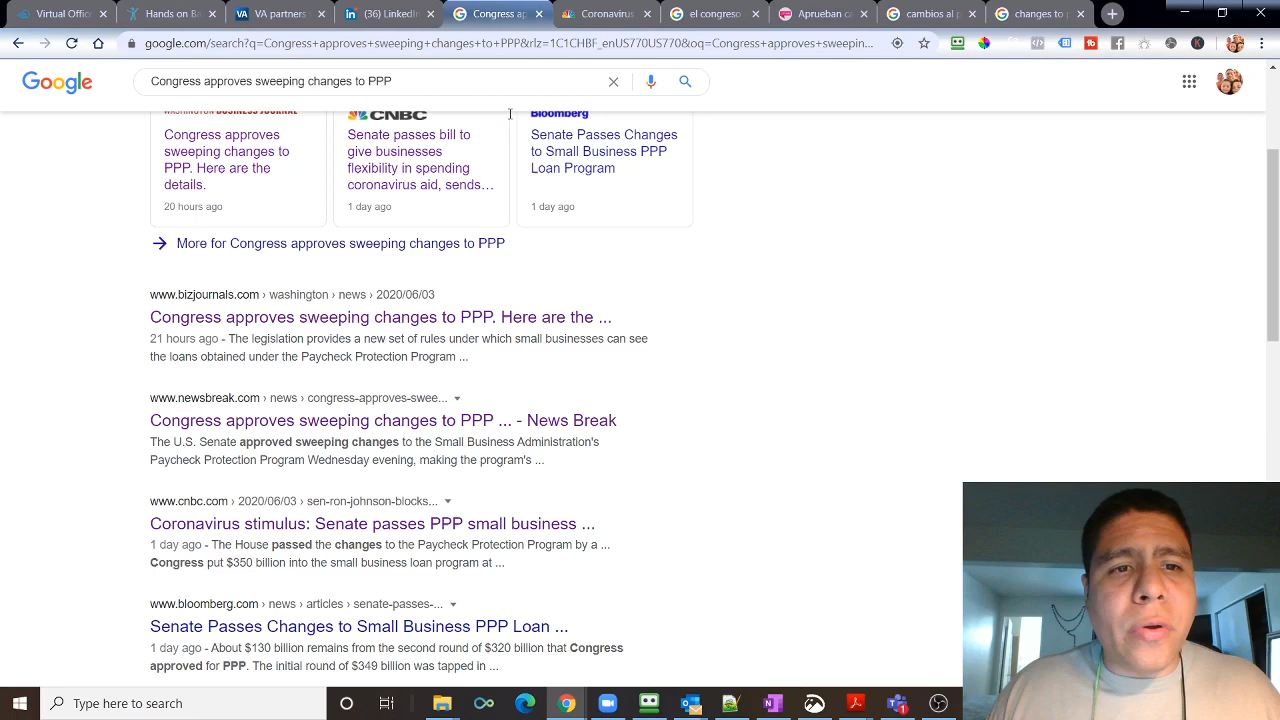 Virtual Offic
Hands on Ba
VA partners
(36) LinkedIn
Congress ap
Coronavirus
el congreso
Aprueban ca
cambios al p
changes to p
google.com/search?q=Congress+approves+sweeping+changes+to+PPP&rlz=1C1CHBF_enUS770US770&q=Congress+approves+sweepin...
Google
Congress approves sweeping changes to PPP
WASHINGTON BUSINESS JOURNAL
Congress approves
sweeping changes to
PPP. Here are the
details.
20 hours ago
CNBC
Senate passes bill to
give businesses
flexibility in spending
coronavirus aid, sends...
1 day ago
Bloomberg
Senate Passes Changes
to Small Business PPP
Loan Program
1 day ago
More for Congress approves sweeping changes to PPP
www.bizjournals.com › washington › news › 2020/06/03
Congress approves sweeping changes to PPP. Here are the ...
21 hours ago - The legislation provides a new set of rules under which small businesses can see
the loans obtained under the Paycheck Protection Program ...
www.newsbreak.com › news › congress-approves-swee...
Congress approves sweeping changes to PPP ... - News Break
The U.S. Senate approved sweeping changes to the Small Business Administration's
Paycheck Protection Program Wednesday evening, making the program's ...
www.cnbc.com › 2020/06/03 › sen-ron-johnson-blocks...
Coronavirus stimulus: Senate passes PPP small business ...
1 day ago - The House passed the changes to the Paycheck Protection Program by a ...
Congress put $350 billion into the small business loan program at ...
www.bloomberg.com › news › articles › senate-passes-...
Senate Passes Changes to Small Business PPP Loan ...
1 day ago - About $130 billion remains from the second round of $320 billion that Congress
approved for PPP. The initial round of $349 billion was tapped in ...
Type here to search